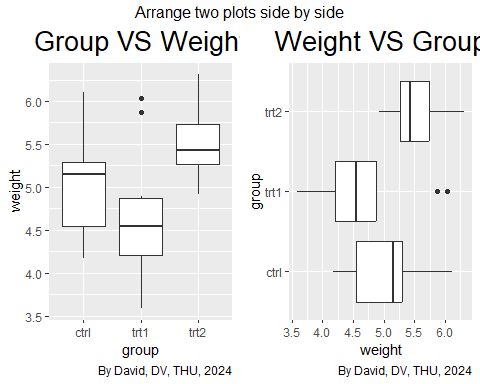 Arrange two plots side by side
Group VS Weight
Weight VS Group
weight
6.0
5.5
5.0
4.5
4.0
3.5
ctrl
trt1
trt2
group
By David, DV, THU, 2024
group
trt2
trt1
ctrl
3.5 4.0 4.5 5.0 5.5 6.0
weight
By David, DV, THU, 2024